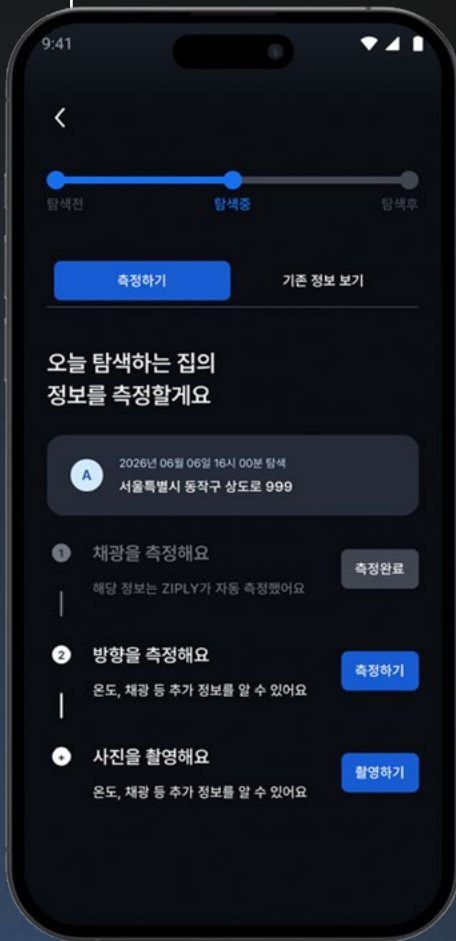 9:41
탐색전
탐색중
탐색후
측정하기
기존 정보 보기
오늘 탐색하는 집의
정보를 측정할게요
A
2026년 06월 06일 16시 00분 탐색
서울특별시 동작구 상도로 999
1
채광을 측정해요
해당 정보는 ZIPLY가 자동 측정했어요
측정완료
2
방향을 측정해요
온도, 채광 등 추가 정보를 알 수 있어요
측정하기
+
사진을 촬영해요
온도, 채광 등 추가 정보를 알 수 있어요
촬영하기